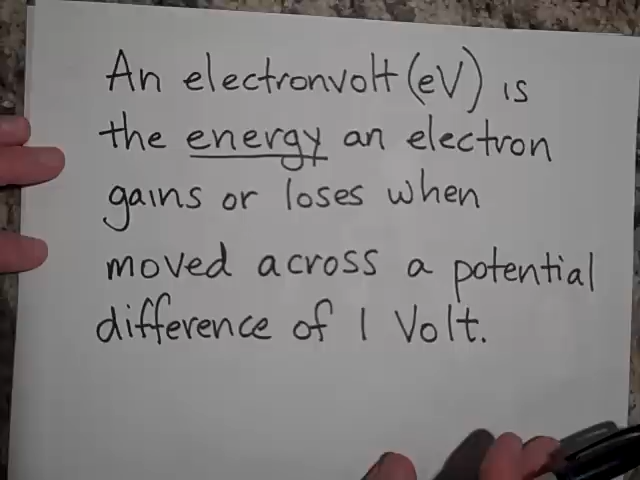 An electronvolt (eV) is
the energy an electron
gains or loses when
moved across a potential
difference of 1 Volt.